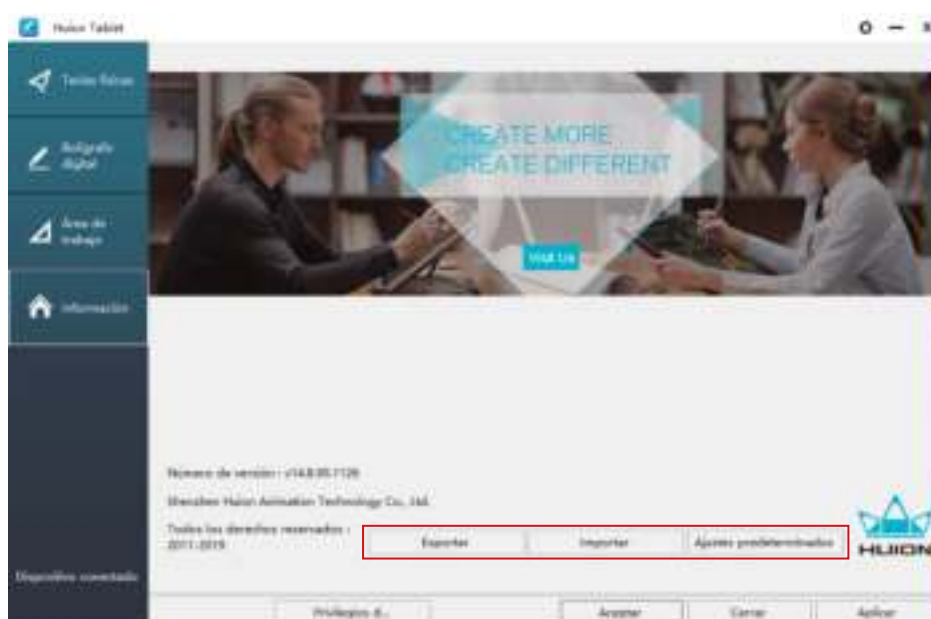 Huion Tablet
Teclas físicas
Bolígrafo
digital
Área de
trabajo
Información
CREATE MORE
CREATE DIFFERENT
Visit Us
Número de versión : v14.8.
Shenzhen Huion Animation Technology Co., Ltd.
Todos los derechos reservados :
2011-2019
Exportar
Importar
Ajustes predeterminados
HUION
Dispositivo conectado
Privilegios d...
Aceptar
Cerrar
Aplicar